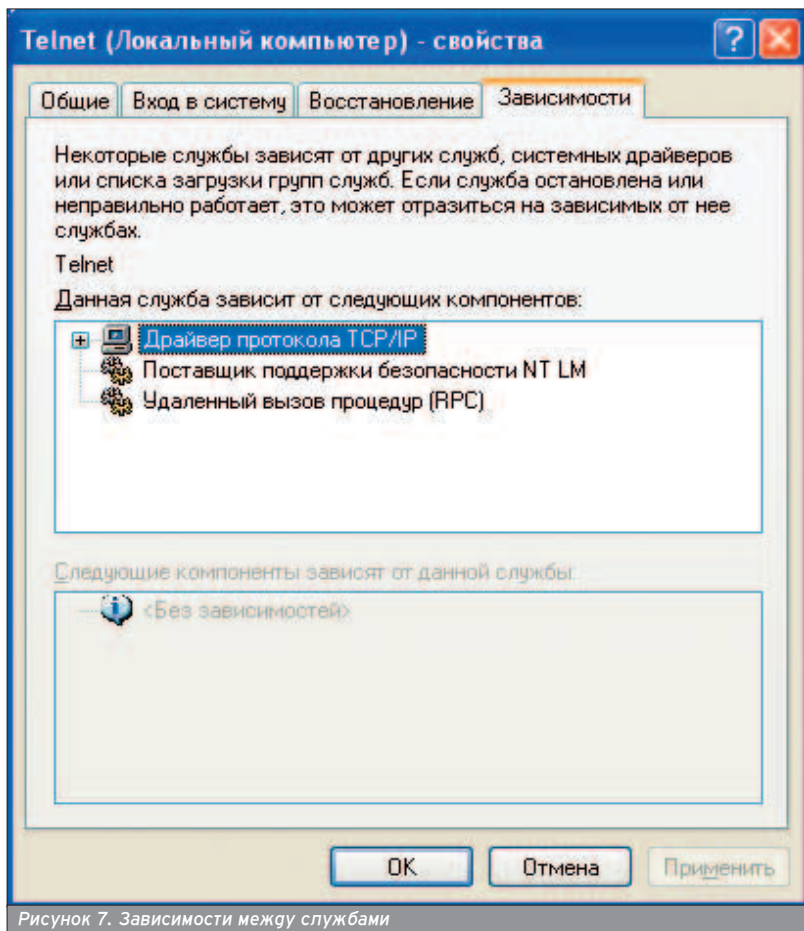 Telnet (Локальный компьютер) - свойства
Общие Вход в систему Восстановление Зависимости
Некоторые службы зависят от других служб, системных драйверов
или списка загрузки групп служб. Если служба остановлена или
неправильно работает, это может отразиться на зависимых от нее
службах.
Telnet
Данная служба зависит от следующих компонентов:
Драйвер протокола TCP/IP
Поставщик поддержки безопасности NT LM
Удаленный вызов процедур (RPC)
Следующие компоненты зависят от данной службы:
<Без зависимостей>
OK Отмена Применить
Рисунок 7. Зависимости между службами